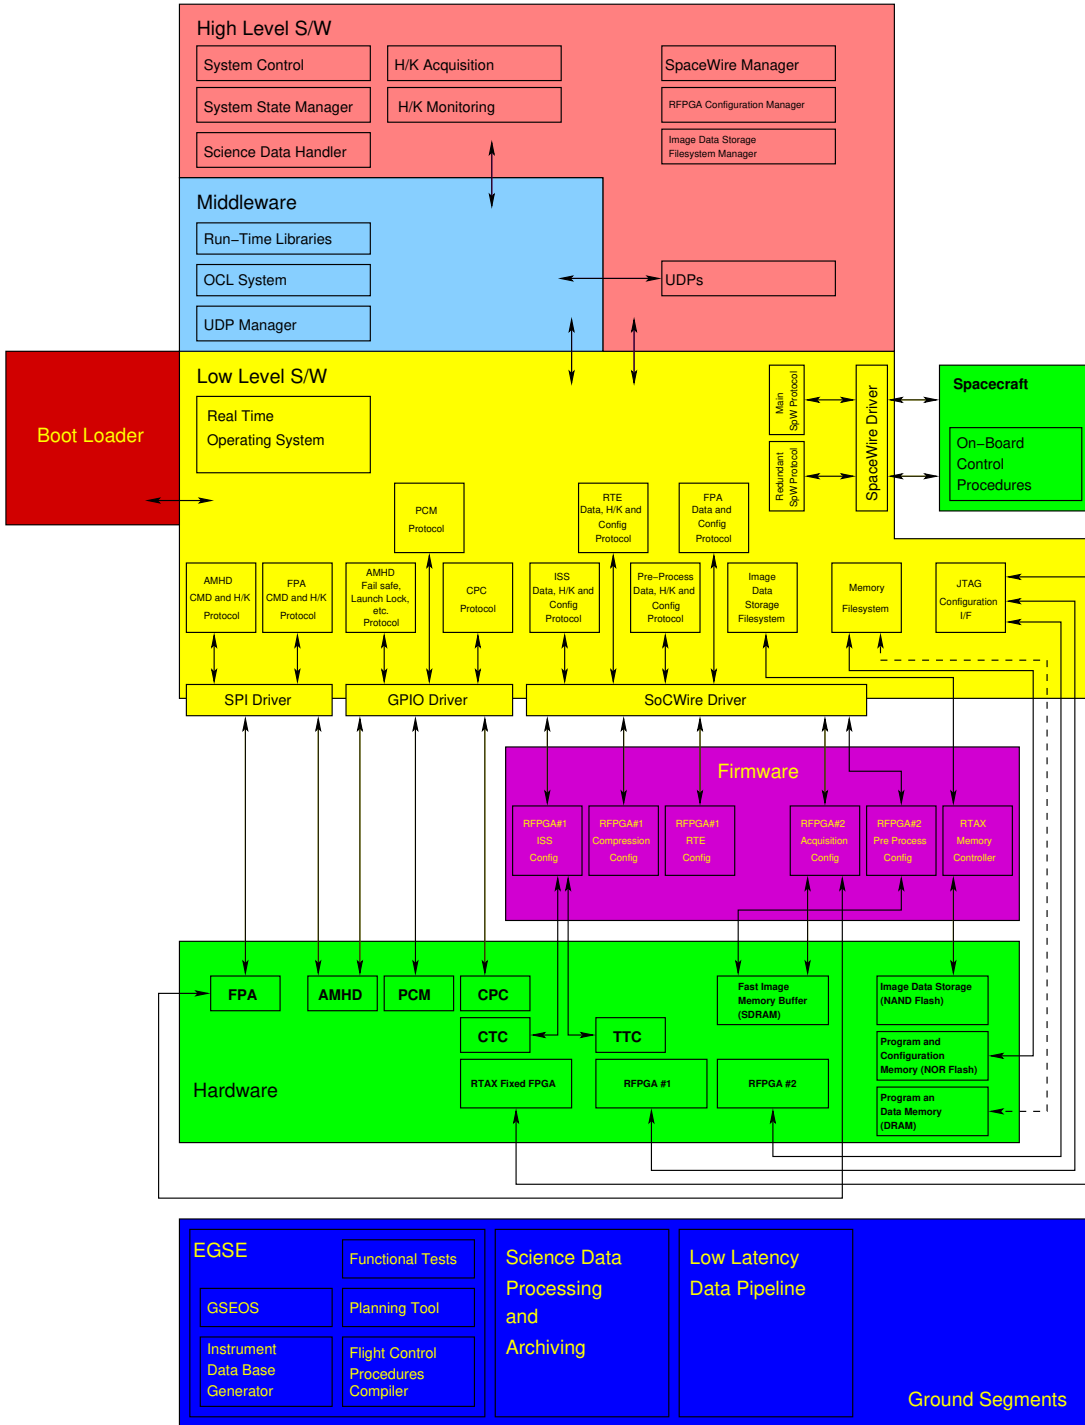 High Level S/W
System Control
H/K Acquisition
SpaceWire Manager
System State Manager
H/K Monitoring
RFPGA Configuration Manager
Science Data Handler
Image Data Storage
Filesystem Manager
Middleware
Run-Time Libraries
OCL System
UDPs
UDP Manager
Boot Loader
Low Level S/W
Real Time
Operating System
Main
SpW Protocol
Redundant
SpW Protocol
SpaceWire Driver
Spacecraft
On-Board
Control
Procedures
PCM
Protocol
RTE
Data, H/K and
Config
Protocol
FPA
Data and
Config
Protocol
AMHD
CMD and H/K
Protocol
FPA
CMD and H/K
Protocol
AMHD
Fail safe,
Launch Lock,
etc.
Protocol
CPC
Protocol
ISS
Data, H/K and
Config
Protocol
Pre-Process
Data, H/K and
Config
Protocol
Image
Data
Storage
Filesystem
Memory
Filesystem
JTAG
Configuration
I/F
SPI Driver
GPIO Driver
SoCWire Driver
Firmware
RFPGA#1
ISS
Config
RFPGA#1
Compression
Config
RFPGA#1
RTE
Config
RFPGA#2
Acquisition
Config
RFPGA#2
Pre Process
Config
RTAX
Memory
Controller
FPA
AMHD
PCM
CPC
Fast Image
Memory Buffer
(SDRAM)
Image Data Storage
(NAND Flash)
CTC
TTC
Program and
Configuration
Memory (NOR Flash)
Hardware
RTAX Fixed FPGA
RFPGA #1
RFPGA #2
Program an
Data Memory
(DRAM)
EGSE
Functional Tests
GSEOS
Planning Tool
Instrument
Data Base
Generator
Flight Control
Procedures
Compiler
Science Data
Processing
and
Archiving
Low Latency
Data Pipeline
Ground Segments